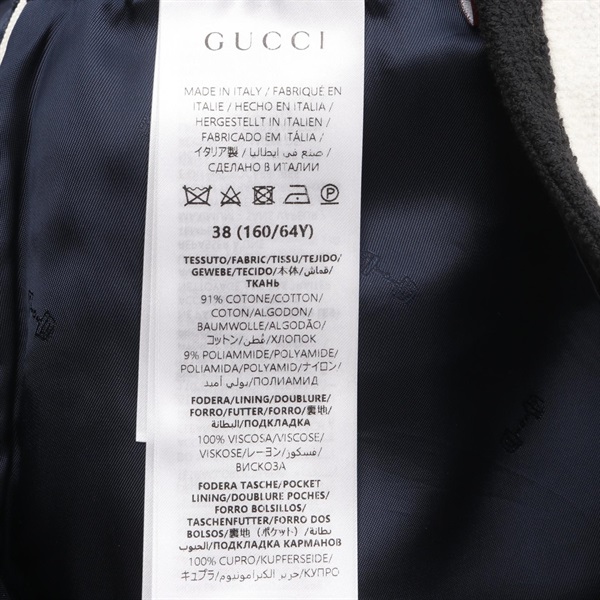 GUCCI
MADE IN ITALY / FABRIQUÉ EN
ITALIE / HECHO EN ITALIA /
HERGESTELLT IN ITALIEN /
FABRICADO EM ITÁLIA /
イタリア製 / صنع في ايطاليا /
СДЕЛАНО В ИТАЛИИ
P
38 (160/64Y)
TESSUTO/FABRIC/TISSU/TEJIDO/
GEWEBE/TECIDO/本体/قماش/
ТКАНЬ
91% COTONE/COTTON/
COTON/ALGODON/
BAUMWOLLE/ALGODÃO/
コットン/قطن/ХЛОПОК
9% POLIAMMIDE/POLYAMIDE/
POLIAMIDA/POLYAMID/ナイロン/
بولي أميد/ПОЛИАМИД
FODERA/LINING/DOUBLURE/
FORRO/FUTTER/FORRO/裏地/
البطانة/ПОДКЛАДКА
100% VISCOSA/VISCOSE/
VISKOSE/レーヨン/فسكوز/
ВИСКОЗА
FODERA TASCHE/POCKET
LINING/DOUBLURE POCHES/
FORRO BOLSILLOS/
TASCHENFUTTER/FORRO DOS
BOLSOS/裏地（ポケット）/بطانة
الجيوب/ПОДКЛАДКА КАРМАНОВ
100% CUPRO/KUPFERSEIDE/
キュプラ/حرير الكبرامونيوم/КУПРО